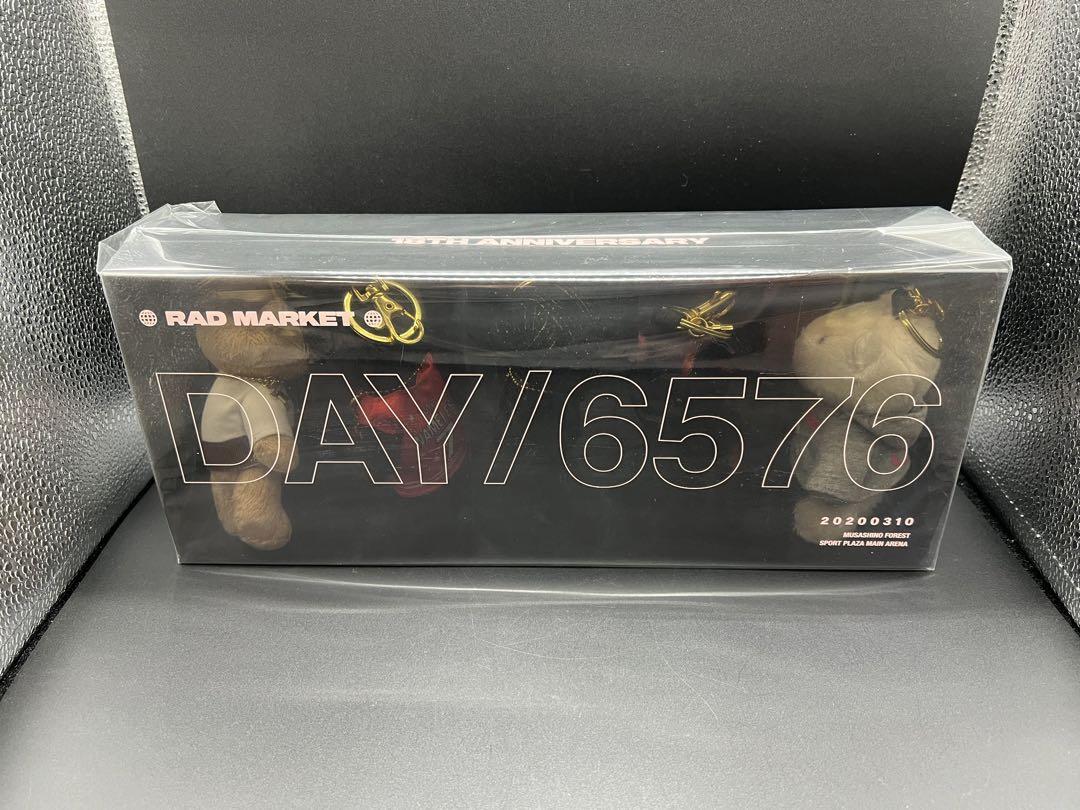 18TH ANNIVERSARY
RAD MARKET
DAY/6576
20200310
MUSASHINO FOREST
SPORT PLAZA MAIN ARENA